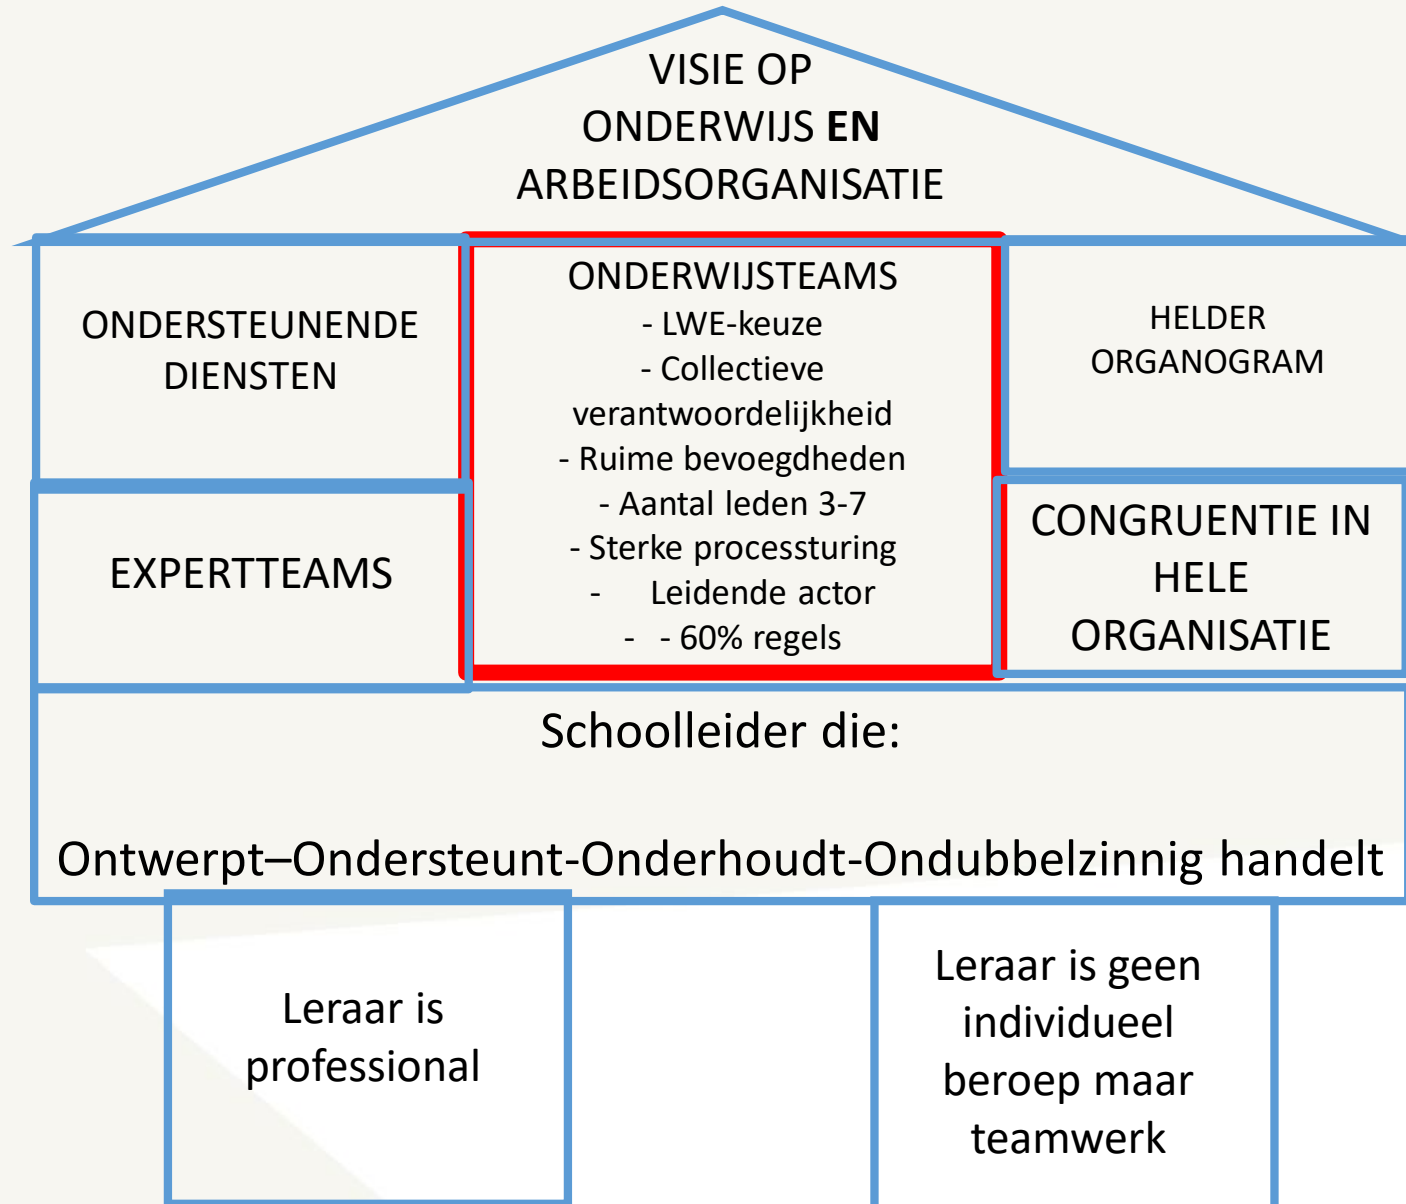 VISIE OP
ONDERWIJS EN
ARBEIDSORGANISATIE
ONDERSTEUNENDE
DIENSTEN
ONDERWIJSTEAMS
- LWE-keuze
- Collectieve
verantwoordelijkheid
- Ruime bevoegdheden
- Aantal leden 3-7
- Sterke processturing
- Leidende actor
- - 60% regels
HELDER
ORGANOGRAM
EXPERTTEAMS
CONGRUENTIE IN
HELE
ORGANISATIE
Schoolleider die:
Ontwerpt–Ondersteunt-Onderhoudt-Ondubbelzinnig handelt
Leraar is
professional
Leraar is geen
individueel
beroep maar
teamwerk